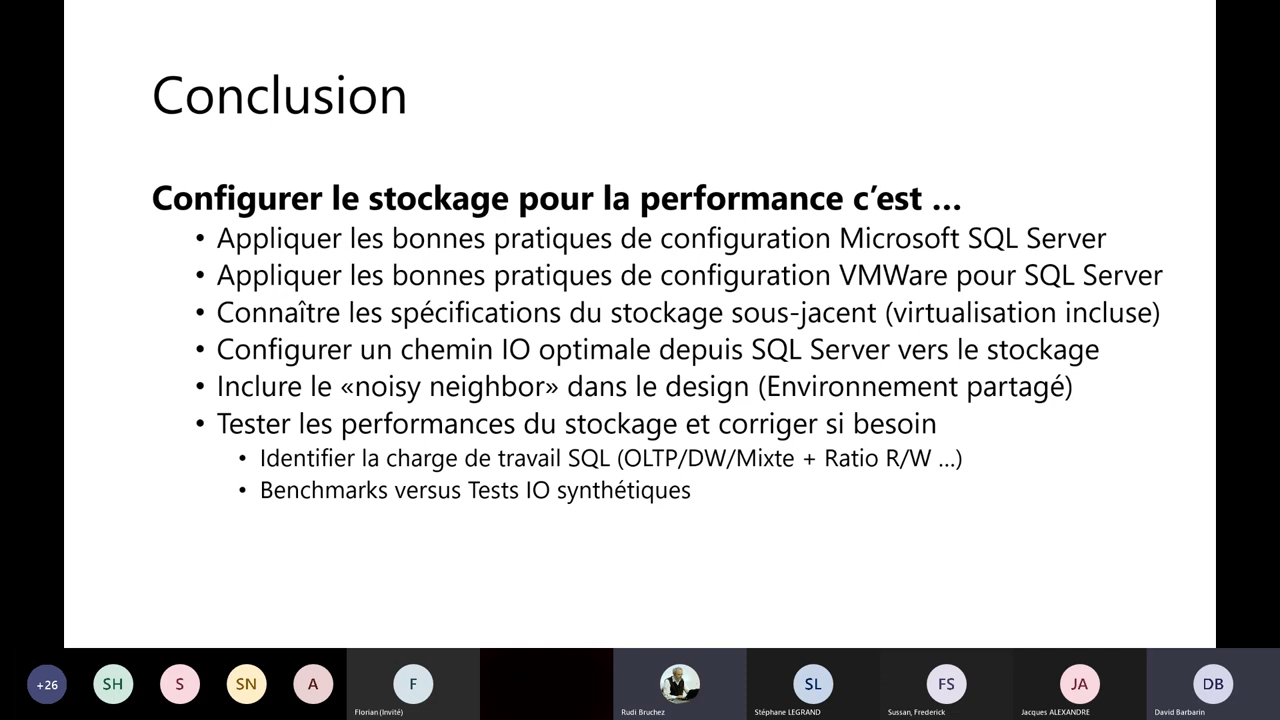 Conclusion
Configurer le stockage pour la performance c’est …
• Appliquer les bonnes pratiques de configuration Microsoft SQL Server
• Appliquer les bonnes pratiques de configuration VMWare pour SQL Server
• Connaître les spécifications du stockage sous-jacent (virtualisation incluse)
• Configurer un chemin IO optimale depuis SQL Server vers le stockage
• Inclure le «noisy neighbor» dans le design (Environnement partagé)
• Tester les performances du stockage et corriger si besoin
• Identifier la charge de travail SQL (OLTP/DW/Mixte + Ratio R/W …)
• Benchmarks versus Tests IO synthétiques
+26 SH S SN A F SL FS JA DB
Florian (Invité) Rudi Bruchez Stéphane LEGRAND Sussan, Frederick Jacques ALEXANDRE David Barbarin